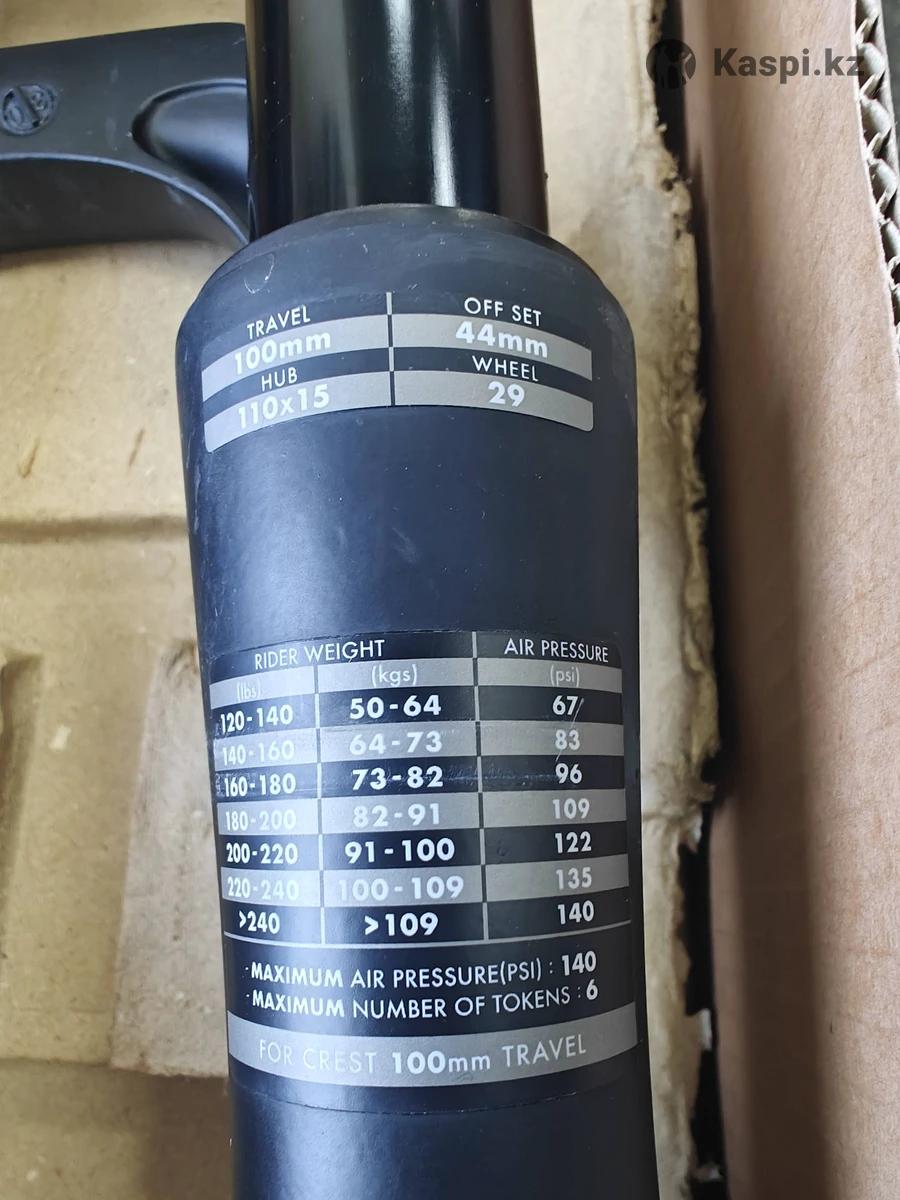 Kaspi.kz
TRAVEL OFF SET
100mm 44mm
HUB WHEEL
110x15 29
RIDER WEIGHT AIR PRESSURE
(lbs) (kgs) (psi)
120-140 50-64 67
140-160 64-73 83
160-180 73-82 96
180-200 82-91 109
200-220 91-100 122
220-240 100-109 135
>240 >109 140
-MAXIMUM AIR PRESSURE(PSI) : 140
-MAXIMUM NUMBER OF TOKENS : 6
FOR CREST 100mm TRAVEL